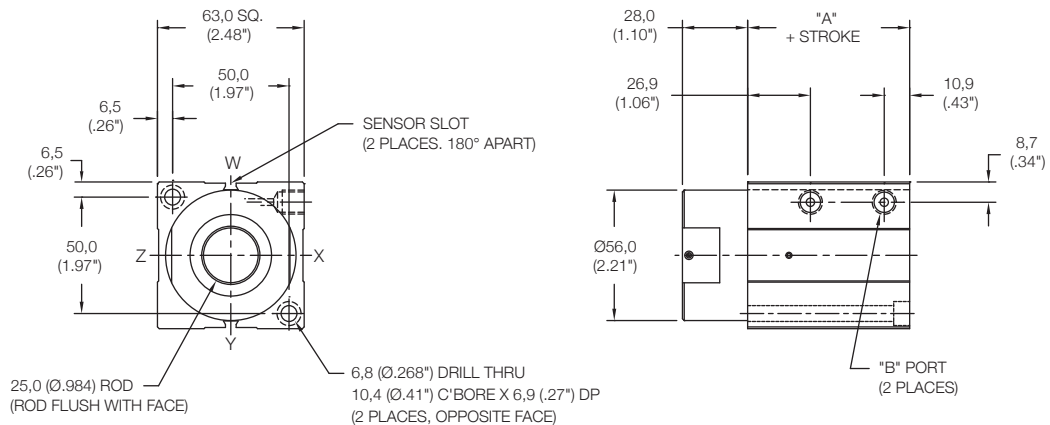 63,0 SQ.
(2.48")
50,0
(1.97")
6,5
(.26")
6,5
(.26")
50,0
(1.97")
W
Z
X
Y
SENSOR SLOT
(2 PLACES. 180° APART)
25,0 (Ø.984) ROD
(ROD FLUSH WITH FACE)
6,8 (Ø.268") DRILL THRU
10,4 (Ø.41") C'BORE X 6,9 (.27") DP
(2 PLACES, OPPOSITE FACE)
28,0
(1.10")
"A"
+ STROKE
26,9
(1.06")
10,9
(.43")
8,7
(.34")
Ø56,0
(2.21")
"B" PORT
(2 PLACES)